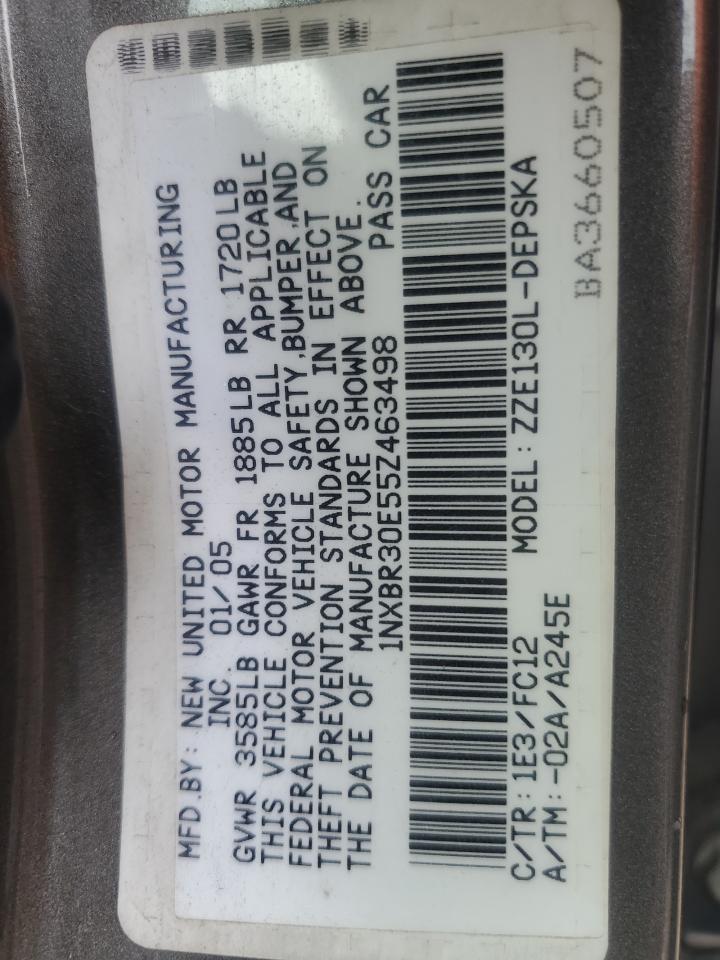 MFD.BY: NEW UNITED MOTOR MANUFACTURING
INC. 01/05
GVWR 3585LB GAWR FR 1885LB RR 1720LB
THIS VEHICLE CONFORMS TO ALL APPLICABLE
FEDERAL MOTOR VEHICLE SAFETY,BUMPER,AND
THEFT PREVENTION STANDARDS IN EFFECT ON
THE DATE OF MANUFACTURE SHOWN ABOVE.
1NXBR30E55Z463498 PASS CAR
C/TR:1E3/FC12 MODEL:ZZE130L-DEPSKA
A/TM:-02A/A245E
BA3660507